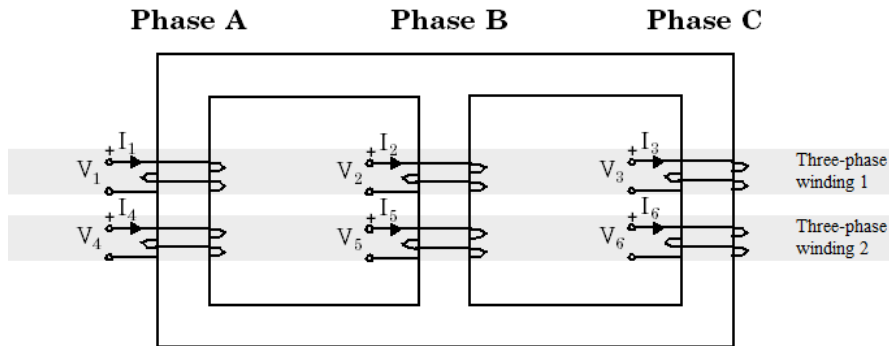 Phase A Phase B Phase C
+ I1 + I2 + I3
V1 V2 V3 Three-phase
winding 1
+ I4 + I5 + I6
V4 V5 V6 Three-phase
winding 2